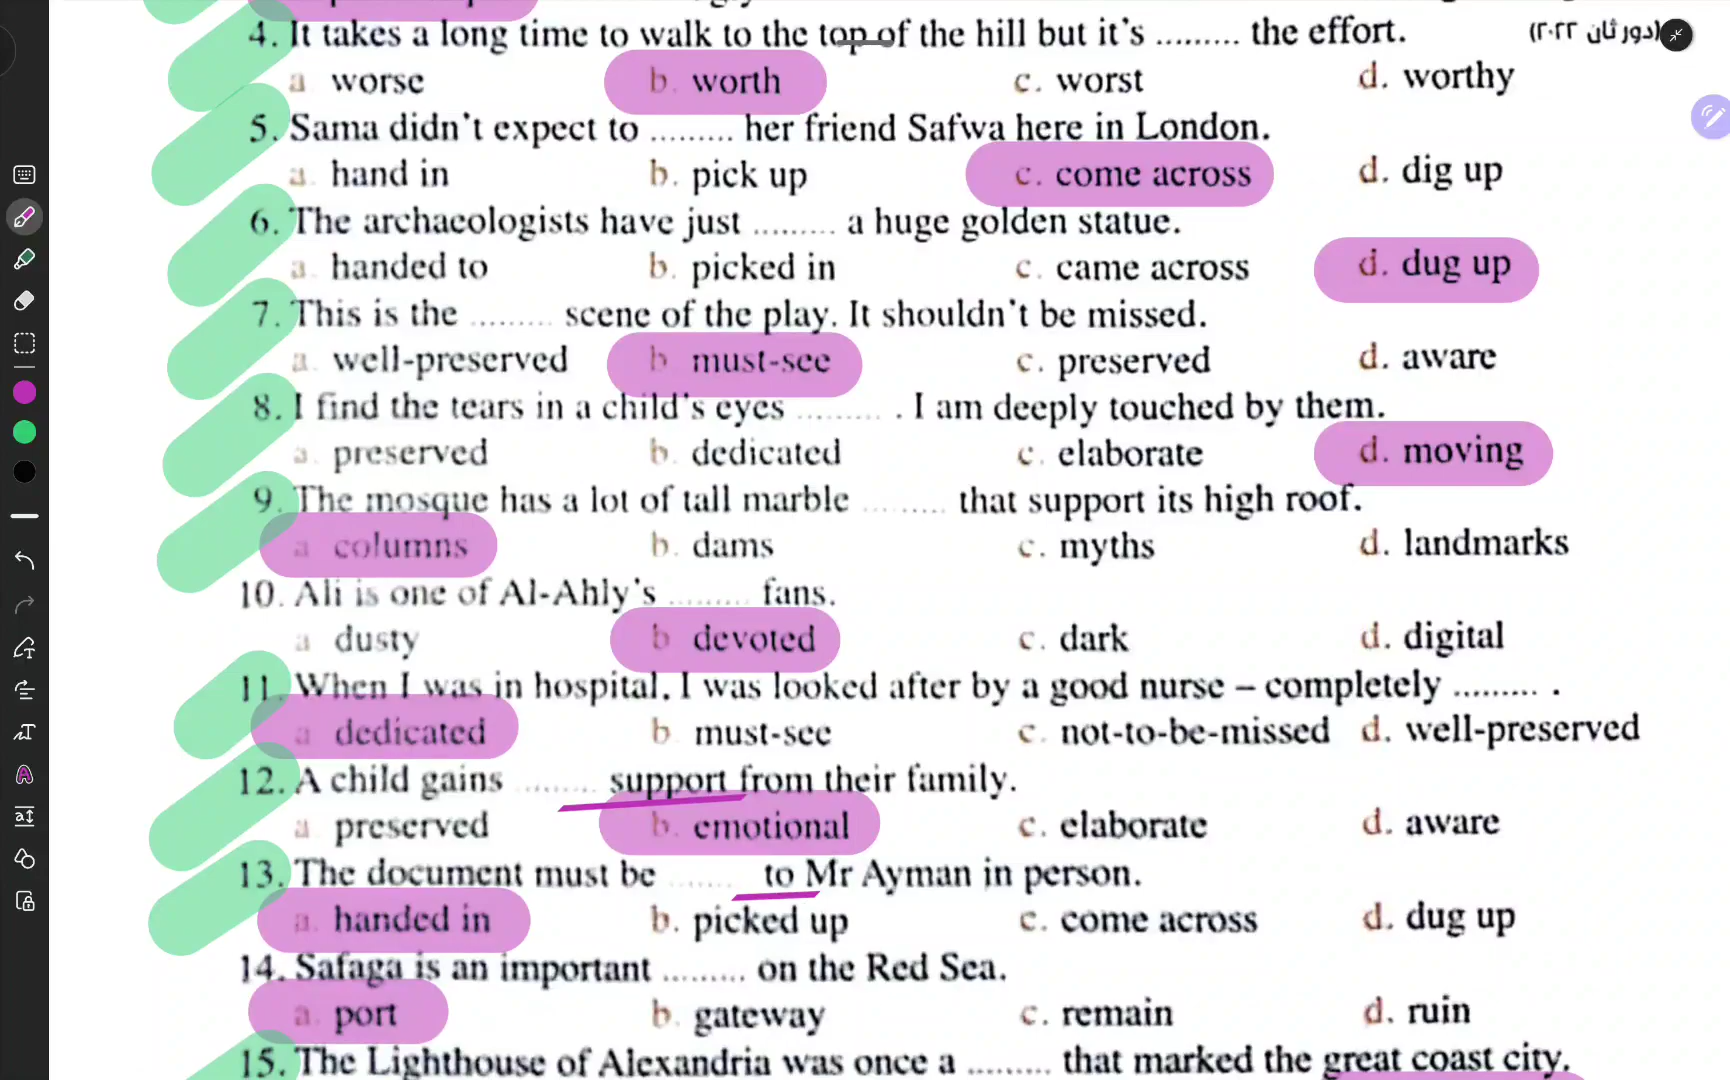 4. It takes a long time to walk to the top of the hill but it's ......... the effort. (دور ثان ٢٠٢٢)
a worse b. worth c. worst d. worthy
5. Sama didn't expect to ......... her friend Safwa here in London.
a. hand in b. pick up c. come across d. dig up
6. The archaeologists have just ......... a huge golden statue.
a. handed to b. picked in c. came across d. dug up
7. This is the ......... scene of the play. It shouldn't be missed.
a. well-preserved b must-see c. preserved d. aware
8. I find the tears in a child's eyes ......... . I am deeply touched by them.
a. preserved b. dedicated c. elaborate d. moving
9. The mosque has a lot of tall marble ......... that support its high roof.
a columns b. dams c. myths d. landmarks
10. Ali is one of Al-Ahly's ......... fans.
a dusty b devoted c. dark d. digital
11. When I was in hospital, I was looked after by a good nurse – completely ......... .
a dedicated b must-see c. not-to-be-missed d. well-preserved
12. A child gains ......... support from their family.
a preserved b. emotional c. elaborate d. aware
13. The document must be ....... to Mr Ayman in person.
a. handed in b. picked up c. come across d. dug up
14. Safaga is an important ......... on the Red Sea.
a. port b. gateway c. remain d. ruin
15. The Lighthouse of Alexandria was once a ......... that marked the great coast city.